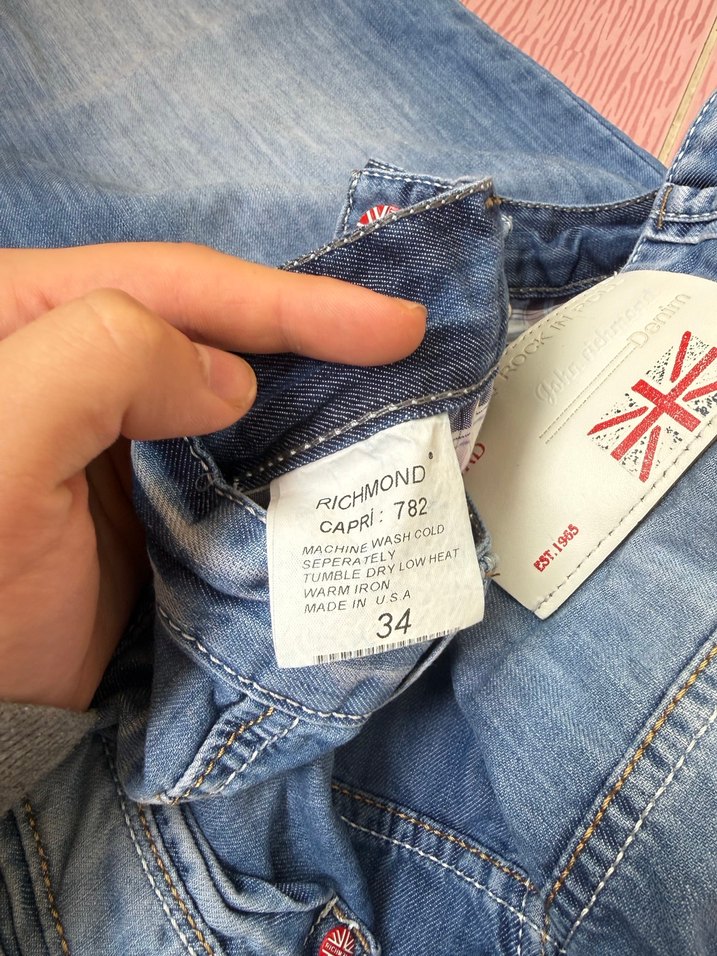 RICHMOND
CAPRİ: 782
MACHINE WASH COLD
SEPERATELY
TUMBLE DRY LOW HEAT
WARM IRON
MADE IN U.S.A
34
ROCK IN
Denim
EST.1965